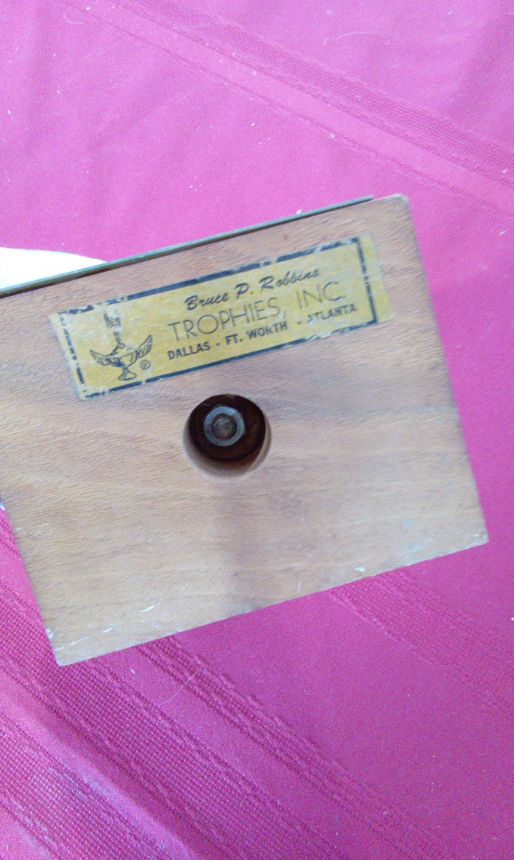 Bruce P. Robbins
TROPHIES, INC.
DALLAS - FT. WORTH - ATLANTA
®